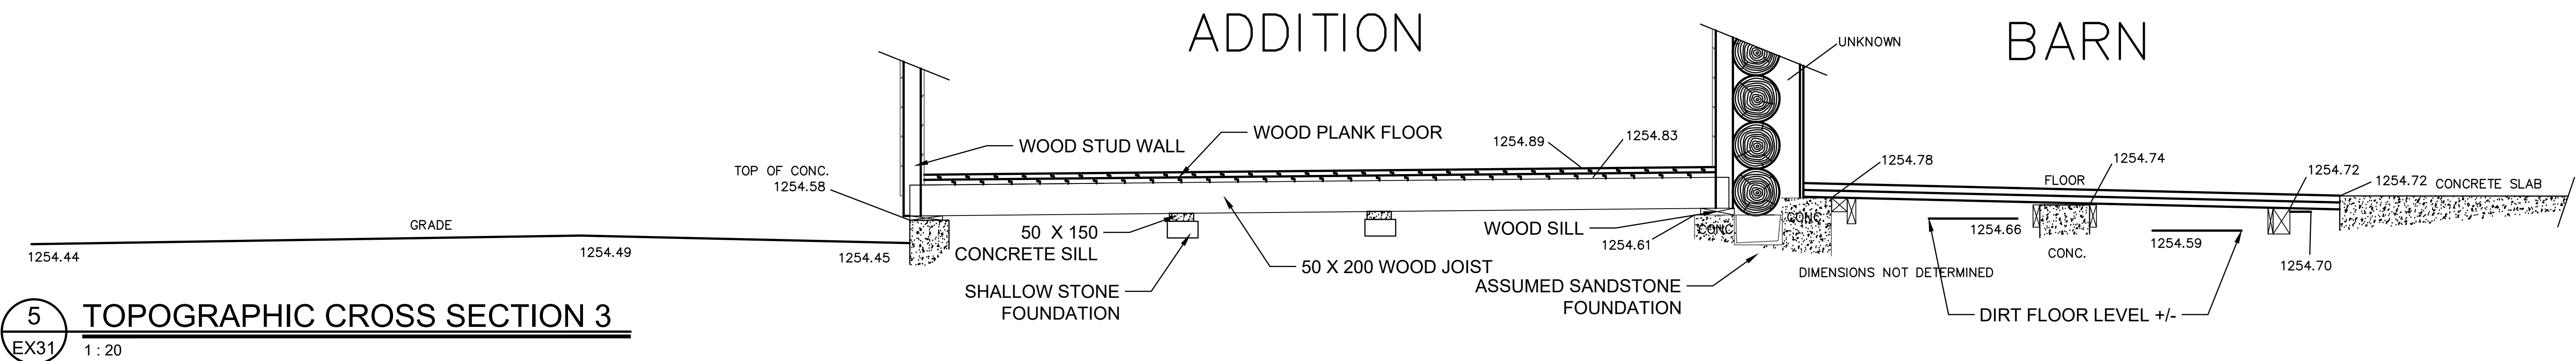 ADDITION
BARN
UNKNOWN
WOOD STUD WALL
WOOD PLANK FLOOR
1254.89
1254.83
TOP OF CONC.
1254.58
1254.78
1254.74
1254.72
FLOOR
1254.72
CONCRETE SLAB
GRADE
1254.44
1254.49
1254.45
50 X 150
CONCRETE SILL
WOOD SILL
CONC.
CONC.
1254.61
1254.66
CONC.
1254.59
1254.70
50 X 200 WOOD JOIST
SHALLOW STONE
FOUNDATION
ASSUMED SANDSTONE
FOUNDATION
DIMENSIONS NOT DETERMINED
DIRT FLOOR LEVEL +/-
5
EX31
TOPOGRAPHIC CROSS SECTION 3
1 : 20